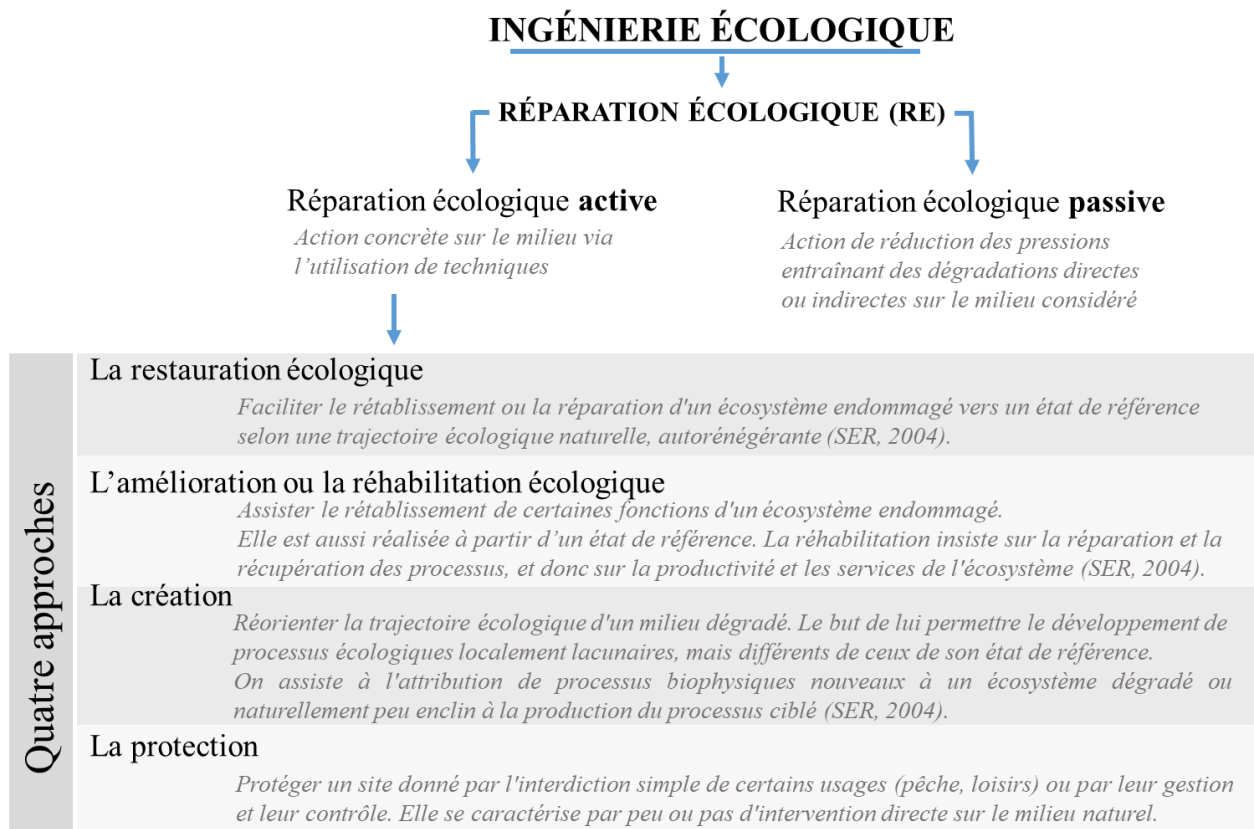 INGÉNIERIE ÉCOLOGIQUE
RÉPARATION ÉCOLOGIQUE (RE)
Réparation écologique active
Action concrète sur le milieu via
l’utilisation de techniques
Réparation écologique passive
Action de réduction des pressions
entraînant des dégradations directes
ou indirectes sur le milieu considéré
Quatre approches
La restauration écologique
Faciliter le rétablissement ou la réparation d'un écosystème endommagé vers un état de référence
selon une trajectoire écologique naturelle, autorénégérante (SER, 2004).
L’amélioration ou la réhabilitation écologique
Assister le rétablissement de certaines fonctions d'un écosystème endommagé.
Elle est aussi réalisée à partir d’un état de référence. La réhabilitation insiste sur la réparation et la
récupération des processus, et donc sur la productivité et les services de l'écosystème (SER, 2004).
La création
Réorienter la trajectoire écologique d'un milieu dégradé. Le but de lui permettre le développement de
processus écologiques localement lacunaires, mais différents de ceux de son état de référence.
On assiste à l'attribution de processus biophysiques nouveaux à un écosystème dégradé ou
naturellement peu enclin à la production du processus ciblé (SER, 2004).
La protection
Protéger un site donné par l'interdiction simple de certains usages (pêche, loisirs) ou par leur gestion
et leur contrôle. Elle se caractérise par peu ou pas d'intervention directe sur le milieu naturel.